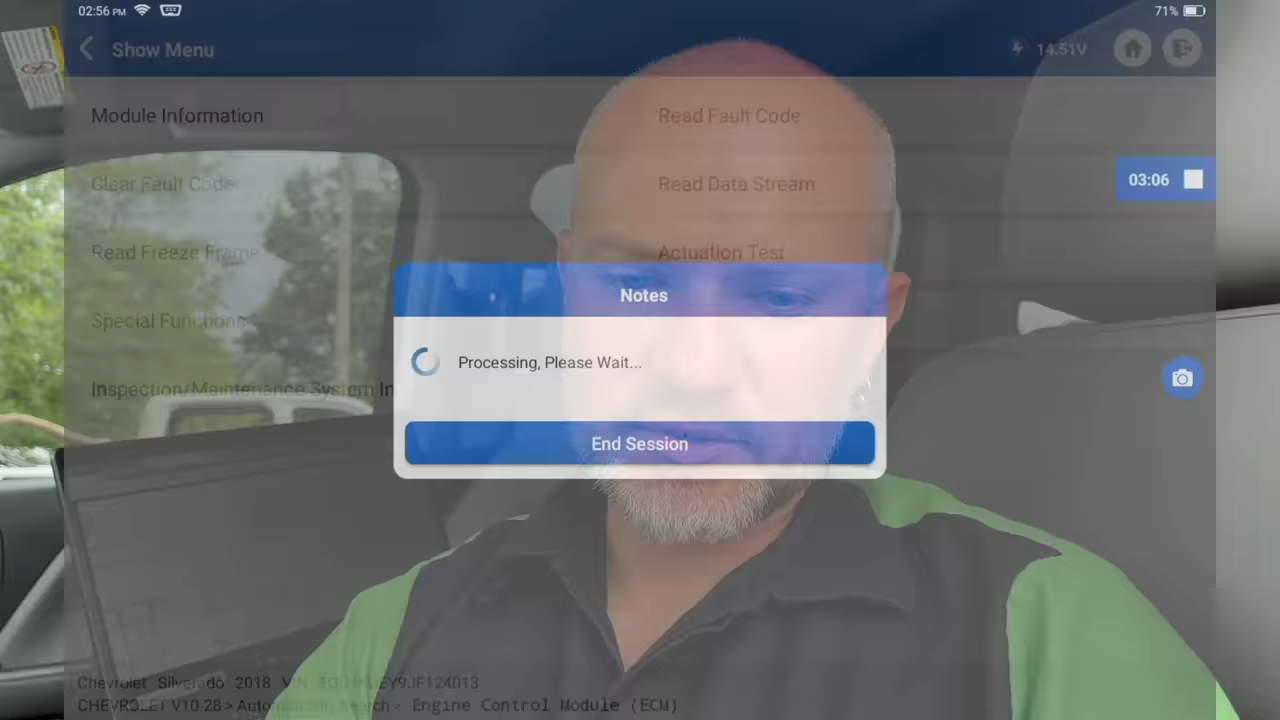 02:56 PM
71%
Show Menu
14.51V
Module Information
Read Fault Code
Clear Fault Code
Read Data Stream
03:06
Read Freeze Frame
Actuation Test
Notes
Special Functions
Processing, Please Wait...
Inspection/Maintenance System In
End Session
Chevrolet Silverado 2018
CHEVROLET V10.28 > Search > Engine Control Module (ECM)